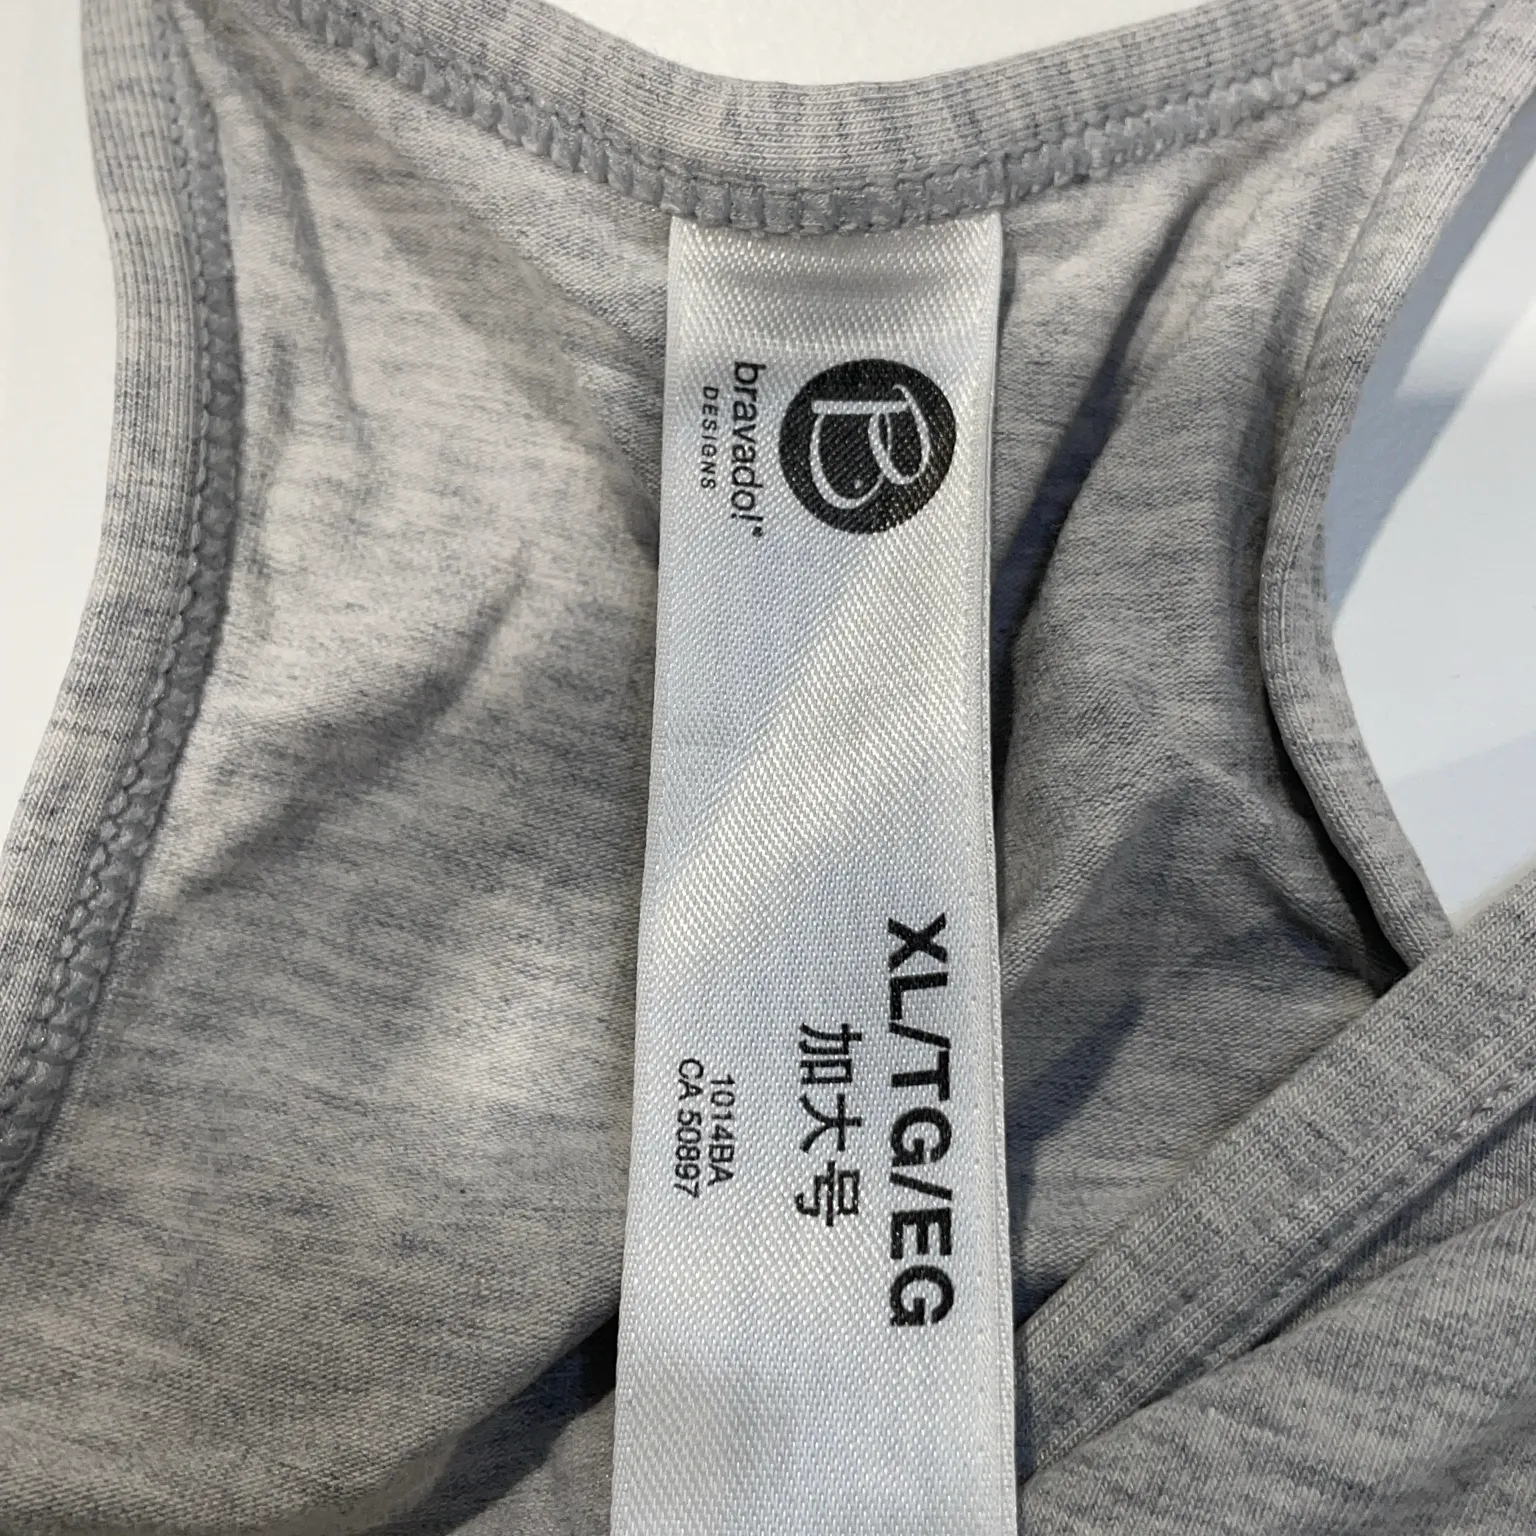 B
bravado!®
DESIGNS
XL/TG/EG
加大号
1014BA
CA 50897